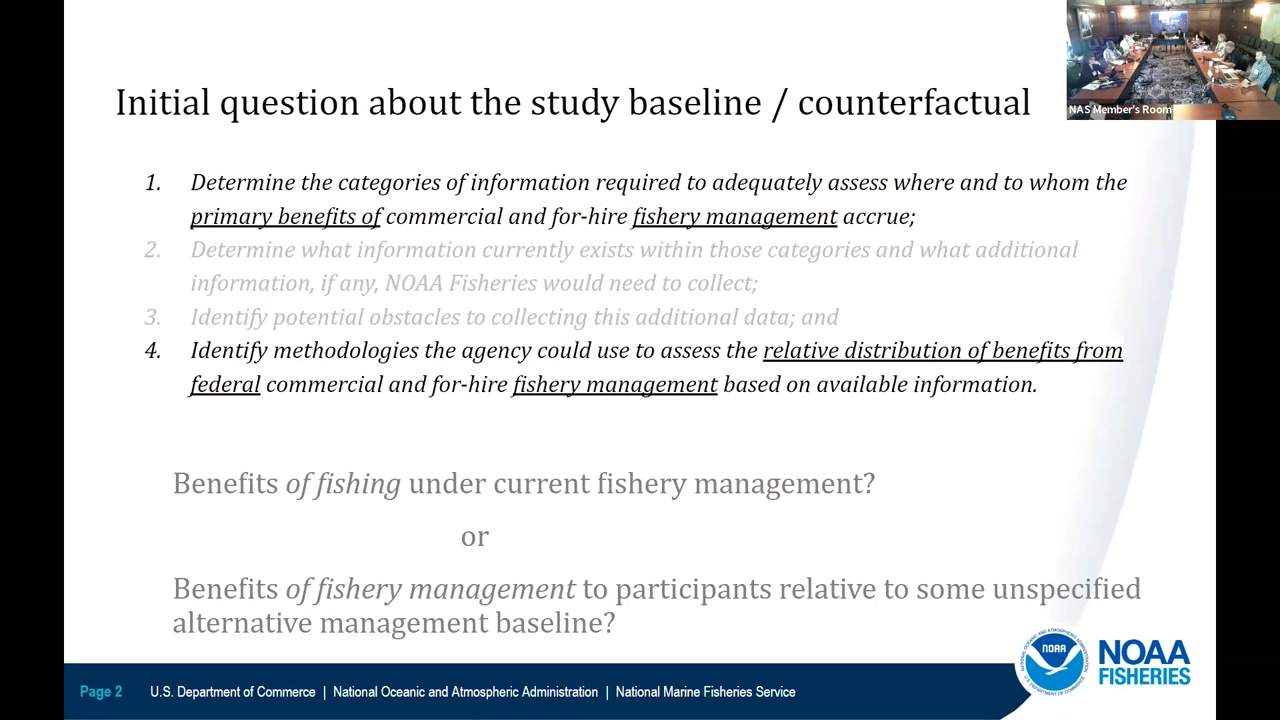 Initial question about the study baseline / counterfactual
NAS Member's Room
1. Determine the categories of information required to adequately assess where and to whom the
primary benefits of commercial and for-hire fishery management accrue;
2. Determine what information currently exists within those categories and what additional
information, if any, NOAA Fisheries would need to collect;
3. Identify potential obstacles to collecting this additional data; and
4. Identify methodologies the agency could use to assess the relative distribution of benefits from
federal commercial and for-hire fishery management based on available information.
Benefits of fishing under current fishery management?
or
Benefits of fishery management to participants relative to some unspecified
alternative management baseline?
NOAA
NOAA
FISHERIES
Page 2 U.S. Department of Commerce | National Oceanic and Atmospheric Administration | National Marine Fisheries Service